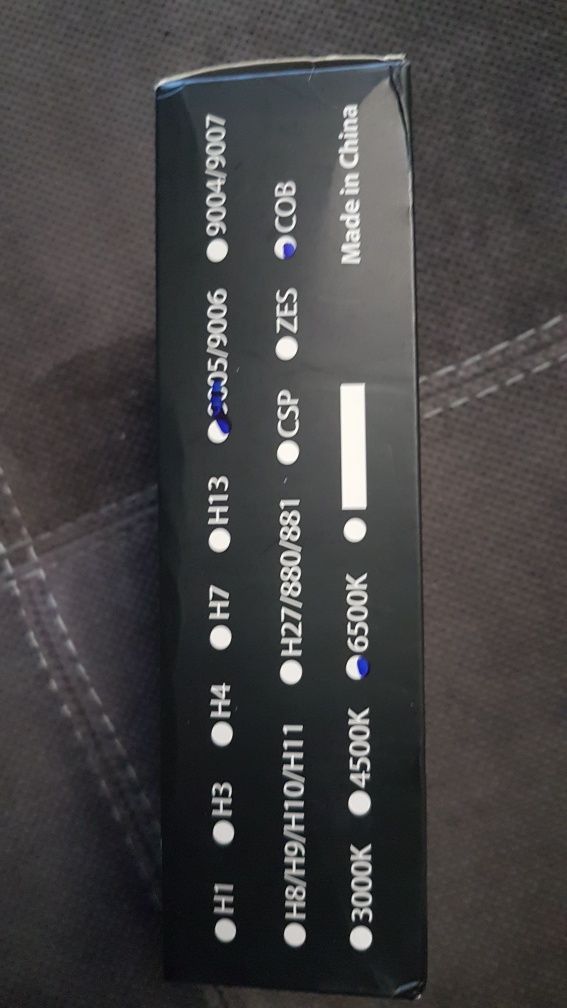 H1 H3 H4 H7 H13 9005/9006 9004/9007
H8/H9/H10/H11 H27/880/881 CSP ZES COB
3000K 4500K 6500K Made in China